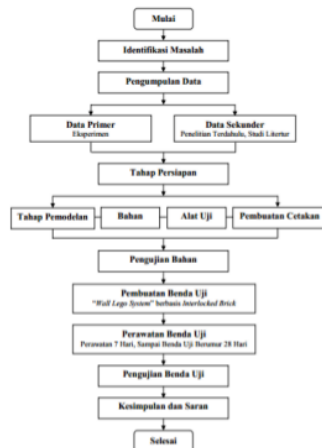 Mulai
Identifikasi Masalah
Pengumpulan Data
Data Primer
Eksperimen
Data Sekunder
Penelitian Terdahulu, Studi Litertur
Tahap Persiapan
Tahap Pemodelan
Bahan
Alat Uji
Pembuatan Cetakan
Pengujian Bahan
Pembuatan Benda Uji
"Wall Lego System" berbasis Interlocked Brick
Perawatan Benda Uji
Perawatan 7 Hari, Sampai Benda Uji Berumur 28 Hari
Pengujian Benda Uji
Kesimpulan dan Saran
Selesai